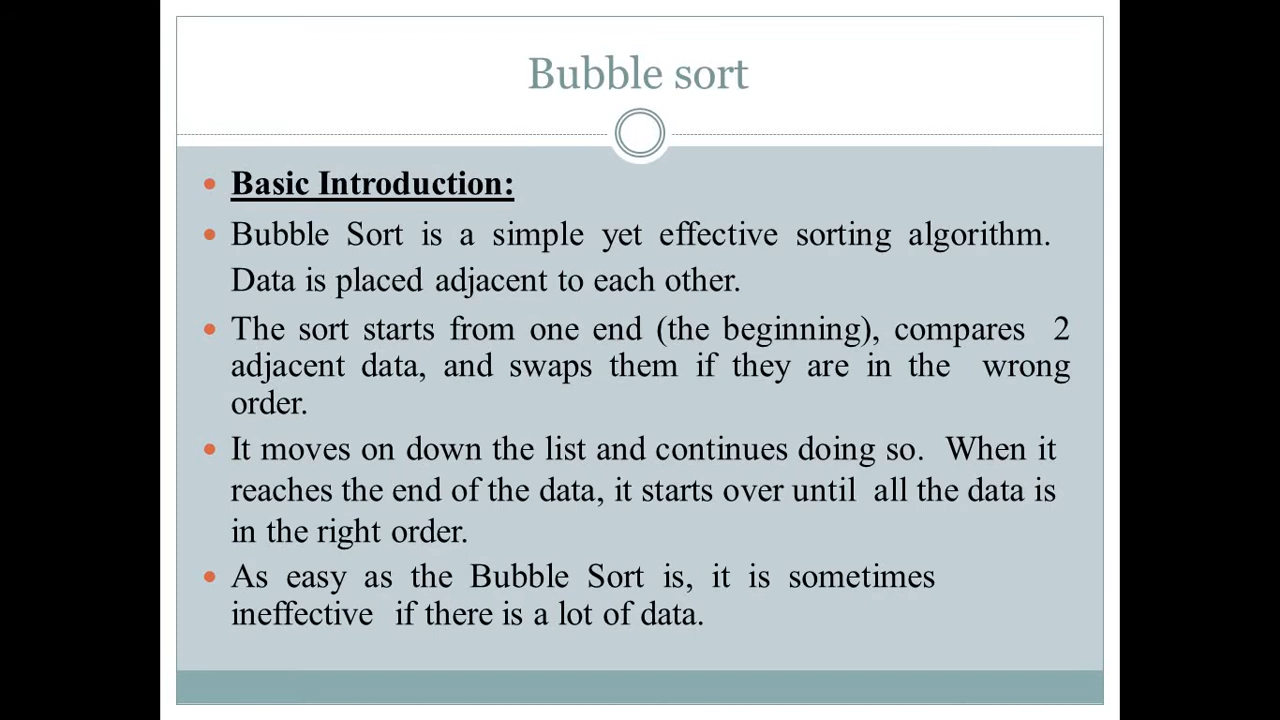 Bubble sort
Basic Introduction:
Bubble Sort is a simple yet effective sorting algorithm.
Data is placed adjacent to each other.
The sort starts from one end (the beginning), compares 2
adjacent data, and swaps them if they are in the wrong
order.
It moves on down the list and continues doing so. When it
reaches the end of the data, it starts over until all the data is
in the right order.
As easy as the Bubble Sort is, it is sometimes
ineffective if there is a lot of data.